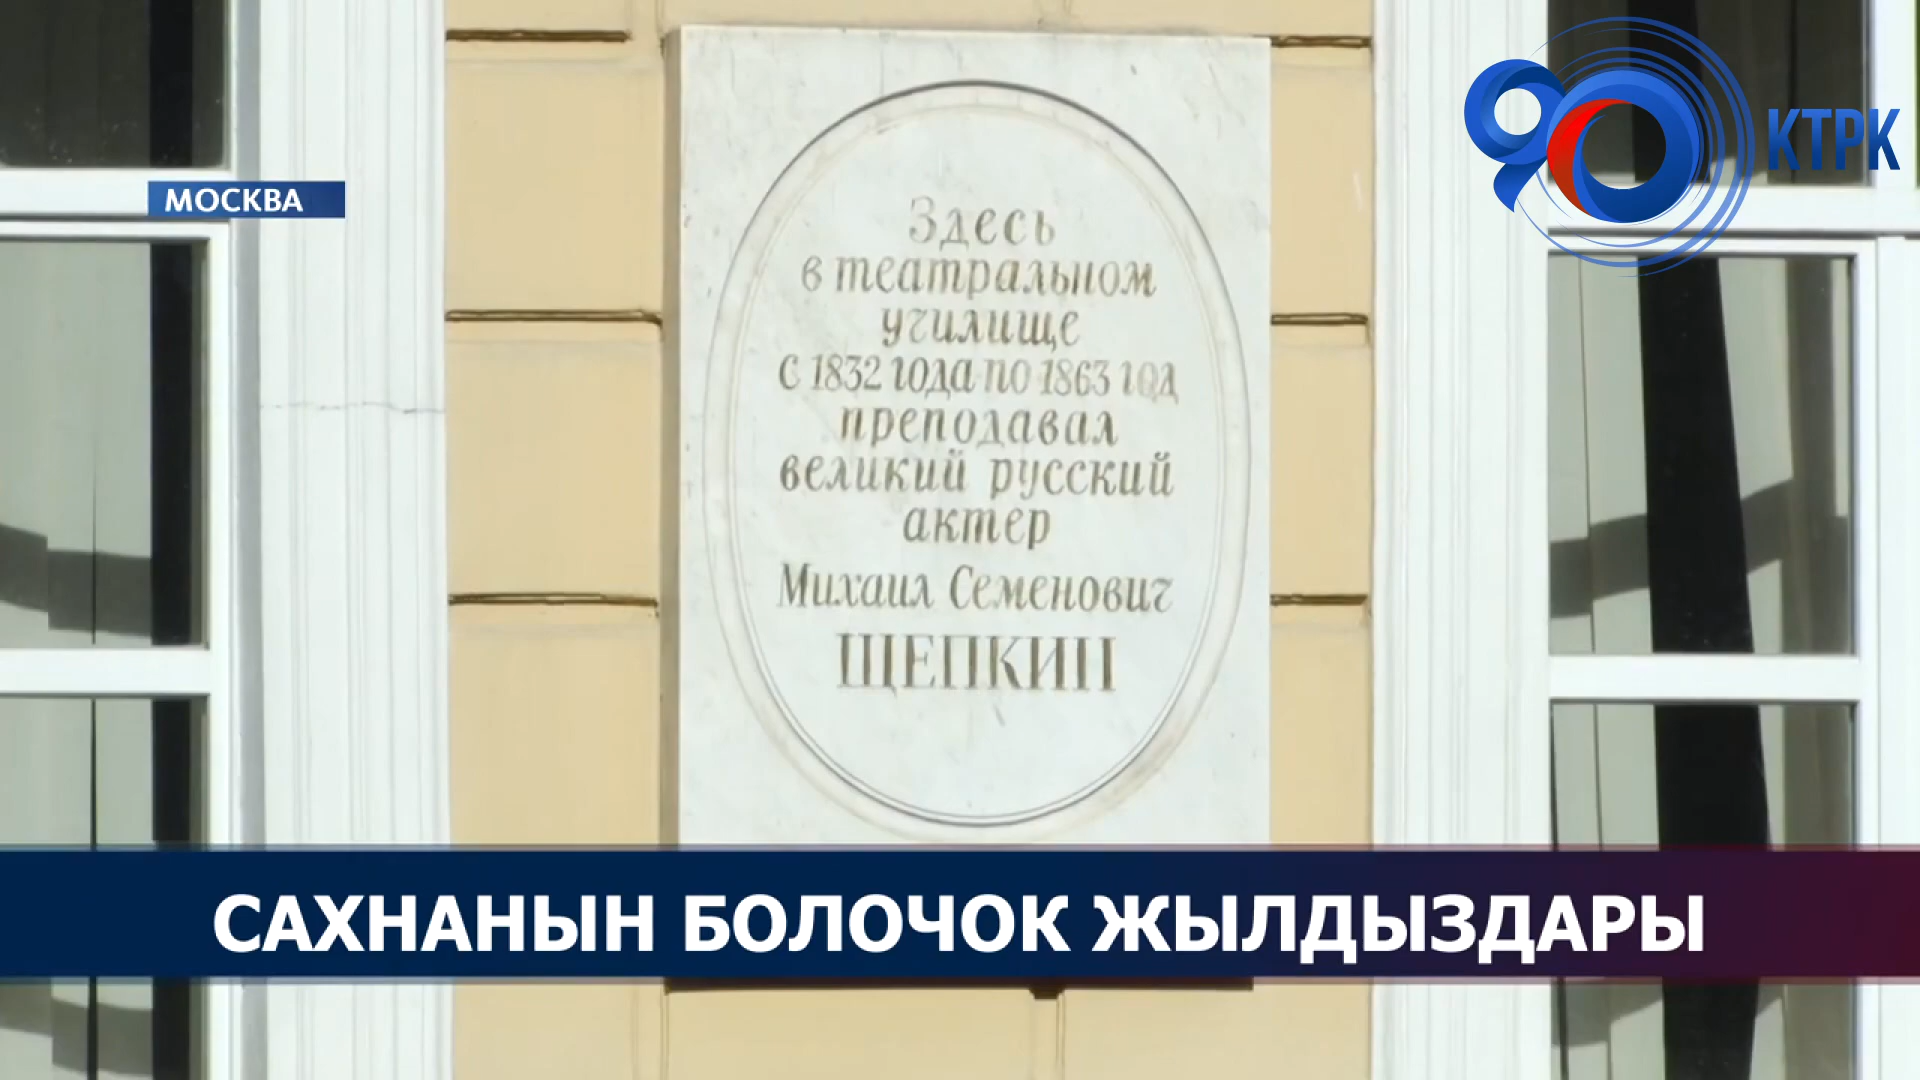 90 КТРК
МОСКВА
Здесь
в театральном
училище
с 1832 года по 1863 год
преподавал
великий русский
актер
Михаил Семенович
ЩЕПКИН
САХНАНЫН БОЛОЧОК ЖЫЛДЫЗДАРЫ